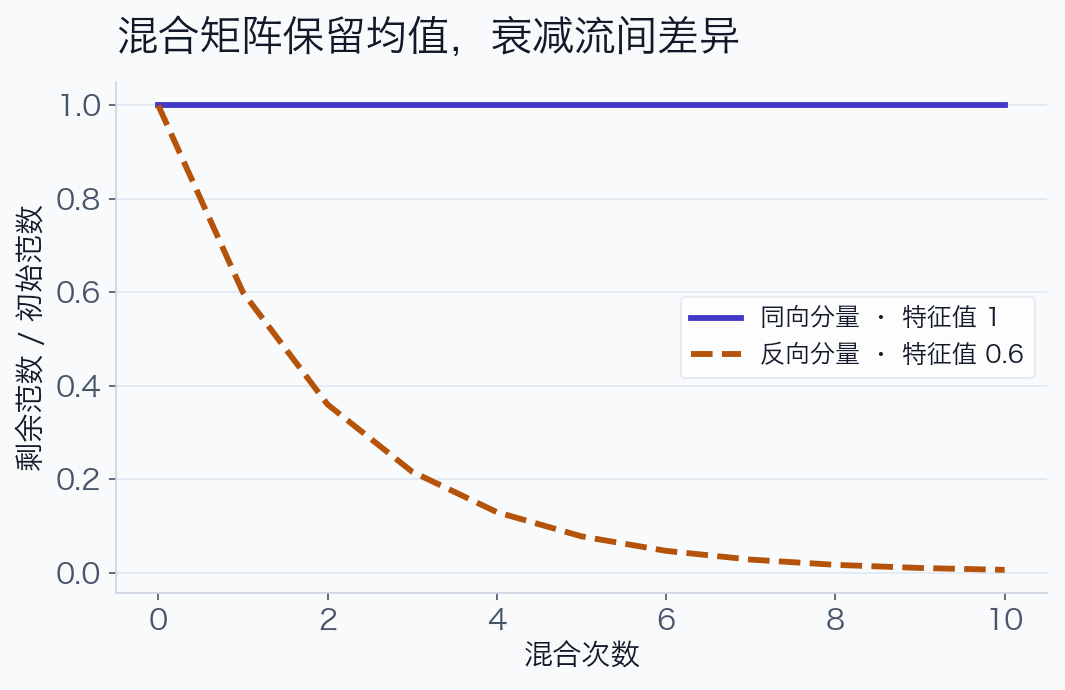 混合矩阵保留均值，衰减流间差异
剩余范数 / 初始范数
1.0
0.8
0.6
0.4
0.2
0.0
同向分量 · 特征值 1
反向分量 · 特征值 0.6
0 2 4 6 8 10
混合次数